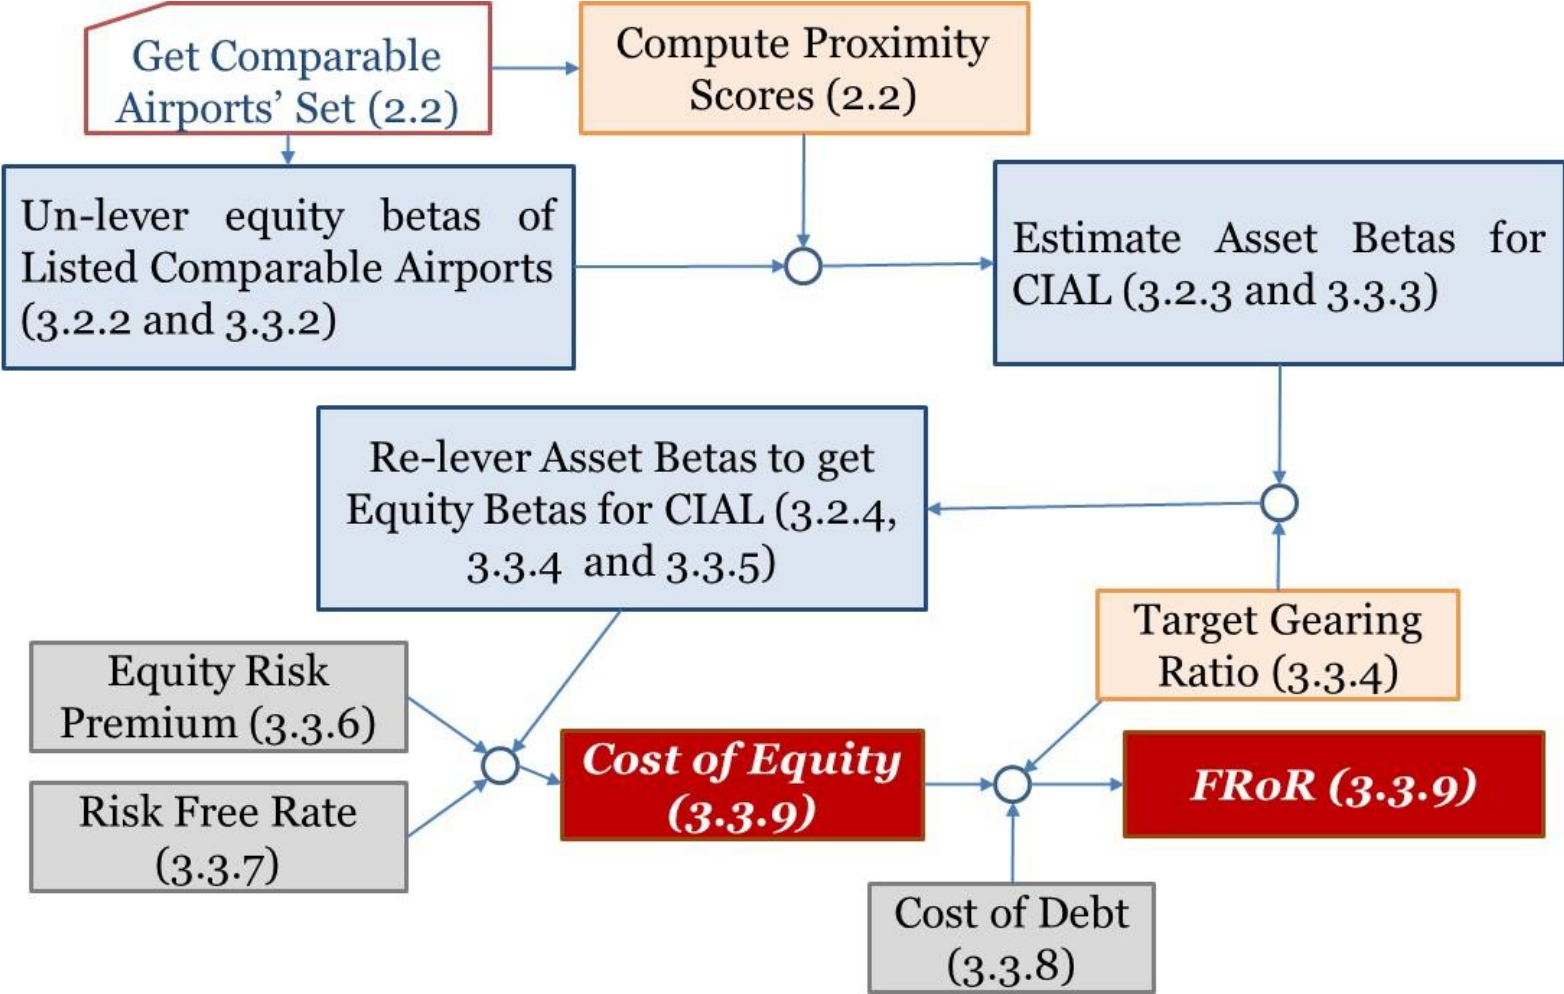 Get Comparable
Airports’ Set (2.2)
Compute Proximity
Scores (2.2)
Un-lever equity betas of
Listed Comparable Airports
(3.2.2 and 3.3.2)
Estimate Asset Betas for
CIAL (3.2.3 and 3.3.3)
Re-lever Asset Betas to get
Equity Betas for CIAL (3.2.4,
3.3.4 and 3.3.5)
Target Gearing
Ratio (3.3.4)
Equity Risk
Premium (3.3.6)
Risk Free Rate
(3.3.7)
Cost of Equity
(3.3.9)
FRoR (3.3.9)
Cost of Debt
(3.3.8)